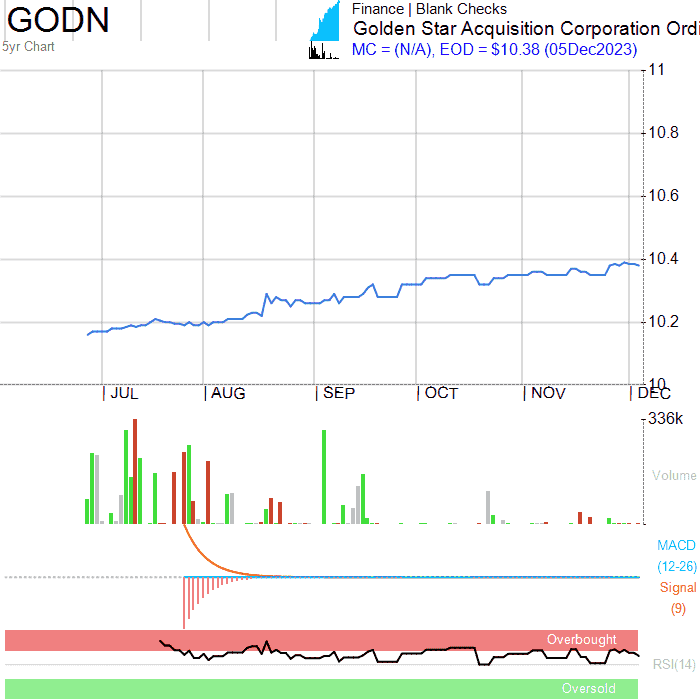 GODN
5yr Chart
Finance | Blank Checks
Golden Star Acquisition Corporation Ordi
MC = (N/A), EOD = $10.38 (05Dec2023)
11
10.8
10.6
10.4
10.2
10
JUL AUG SEP OCT NOV DEC
336k
Volume
MACD
(12-26)
Signal
(9)
Overbought
RSI(14)
Oversold